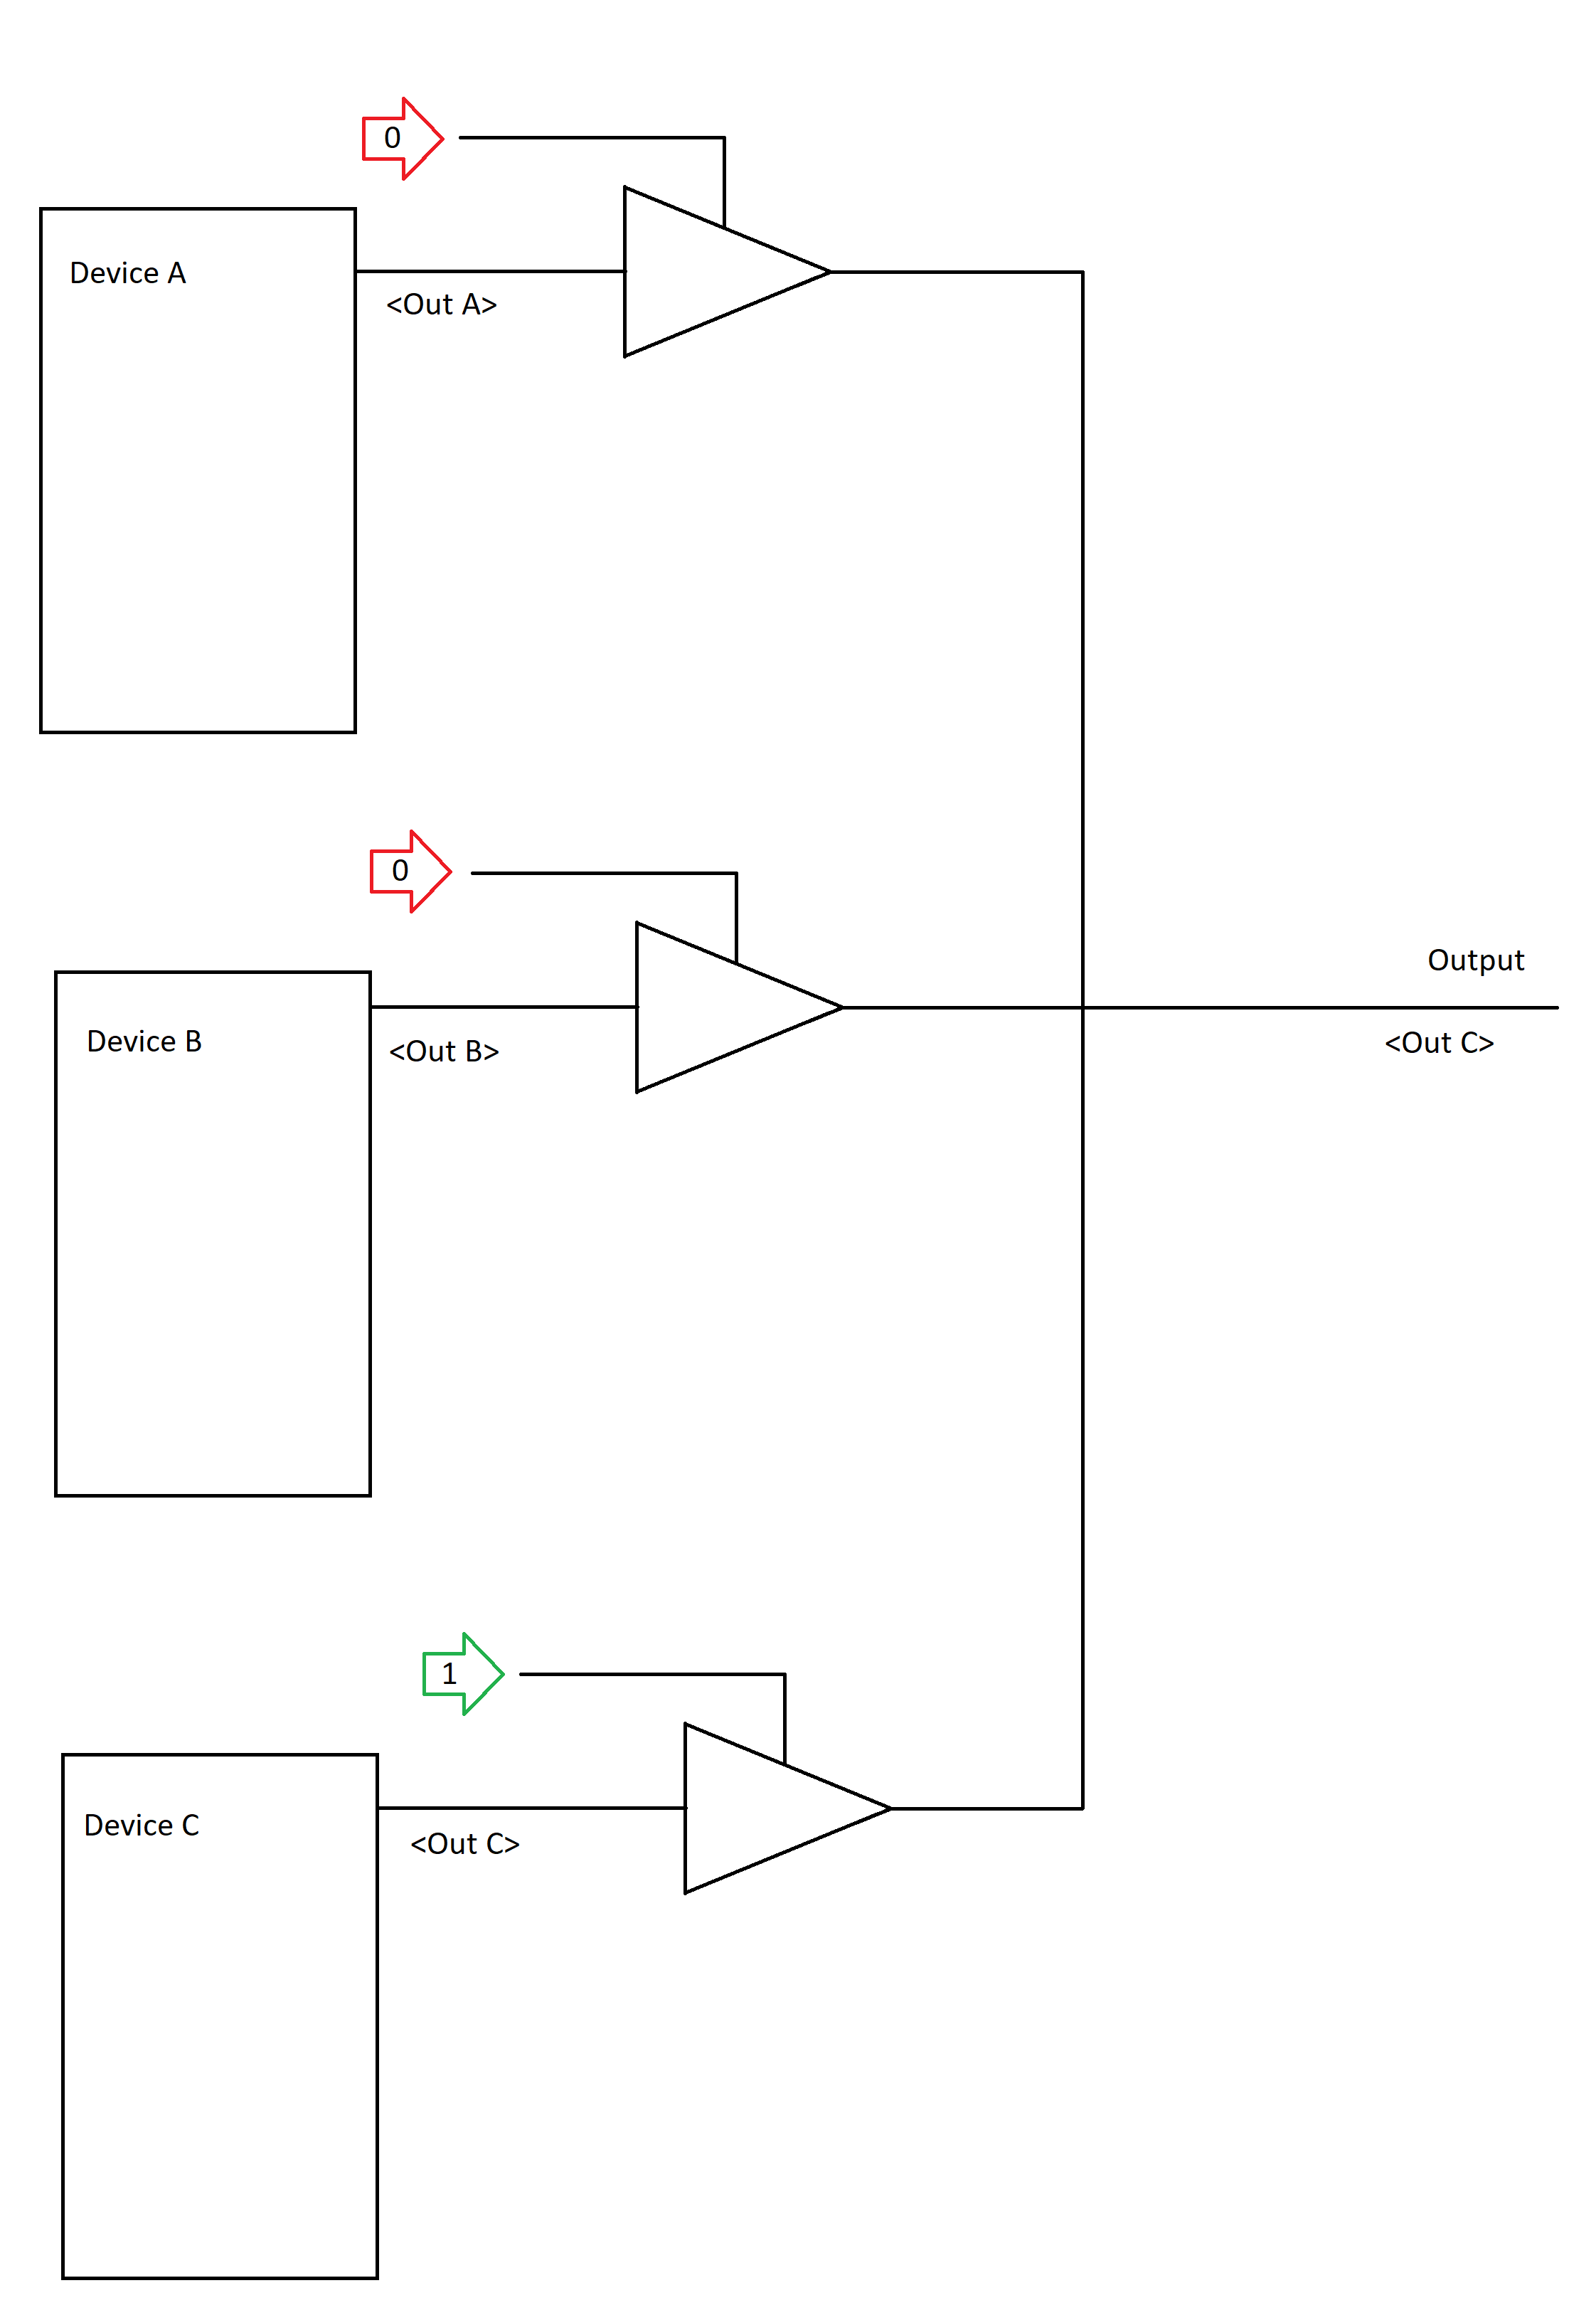 0
Device A
<Out A>
0
Output
Device B
<Out B>
<Out C>
1
Device C
<Out C>